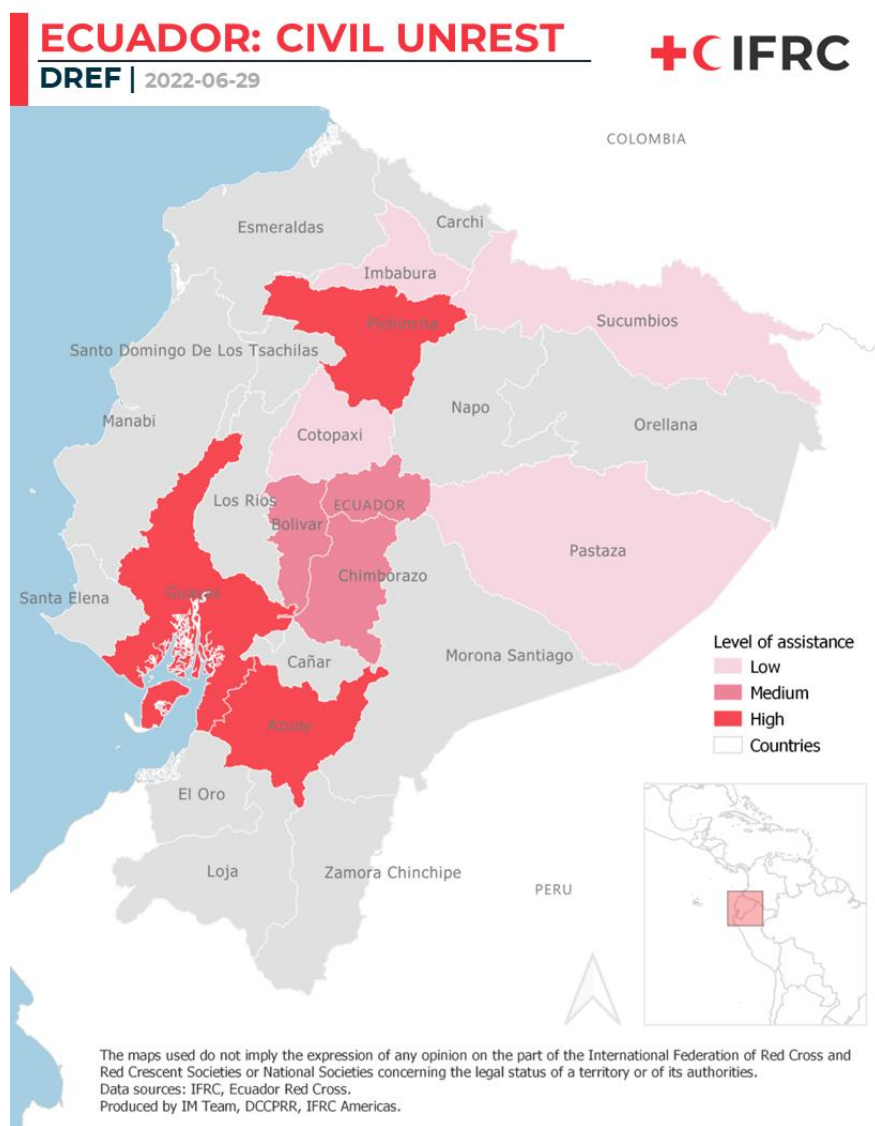 ECUADOR: CIVIL UNREST
DREF | 2022-06-29
IFRC
COLOMBIA
Esmeraldas
Carchi
Imbabura
Pichincha
Sucumbios
Santo Domingo De Los Tsachilas
Napo
Manabi
Orellana
Cotopaxi
Los Rios
ECUADOR
Bolivar
Pastaza
Chimborazo
Santa Elena
Guayas
Cañar
Morona Santiago
Azuay
El Oro
Loja
Zamora Chinchipe
PERU
Level of assistance
Low
Medium
High
Countries
The maps used do not imply the expression of any opinion on the part of the International Federation of Red Cross and
Red Crescent Societies or National Societies concerning the legal status of a territory or of its authorities.
Data sources: IFRC, Ecuador Red Cross.
Produced by IM Team, DCCPRR, IFRC Americas.